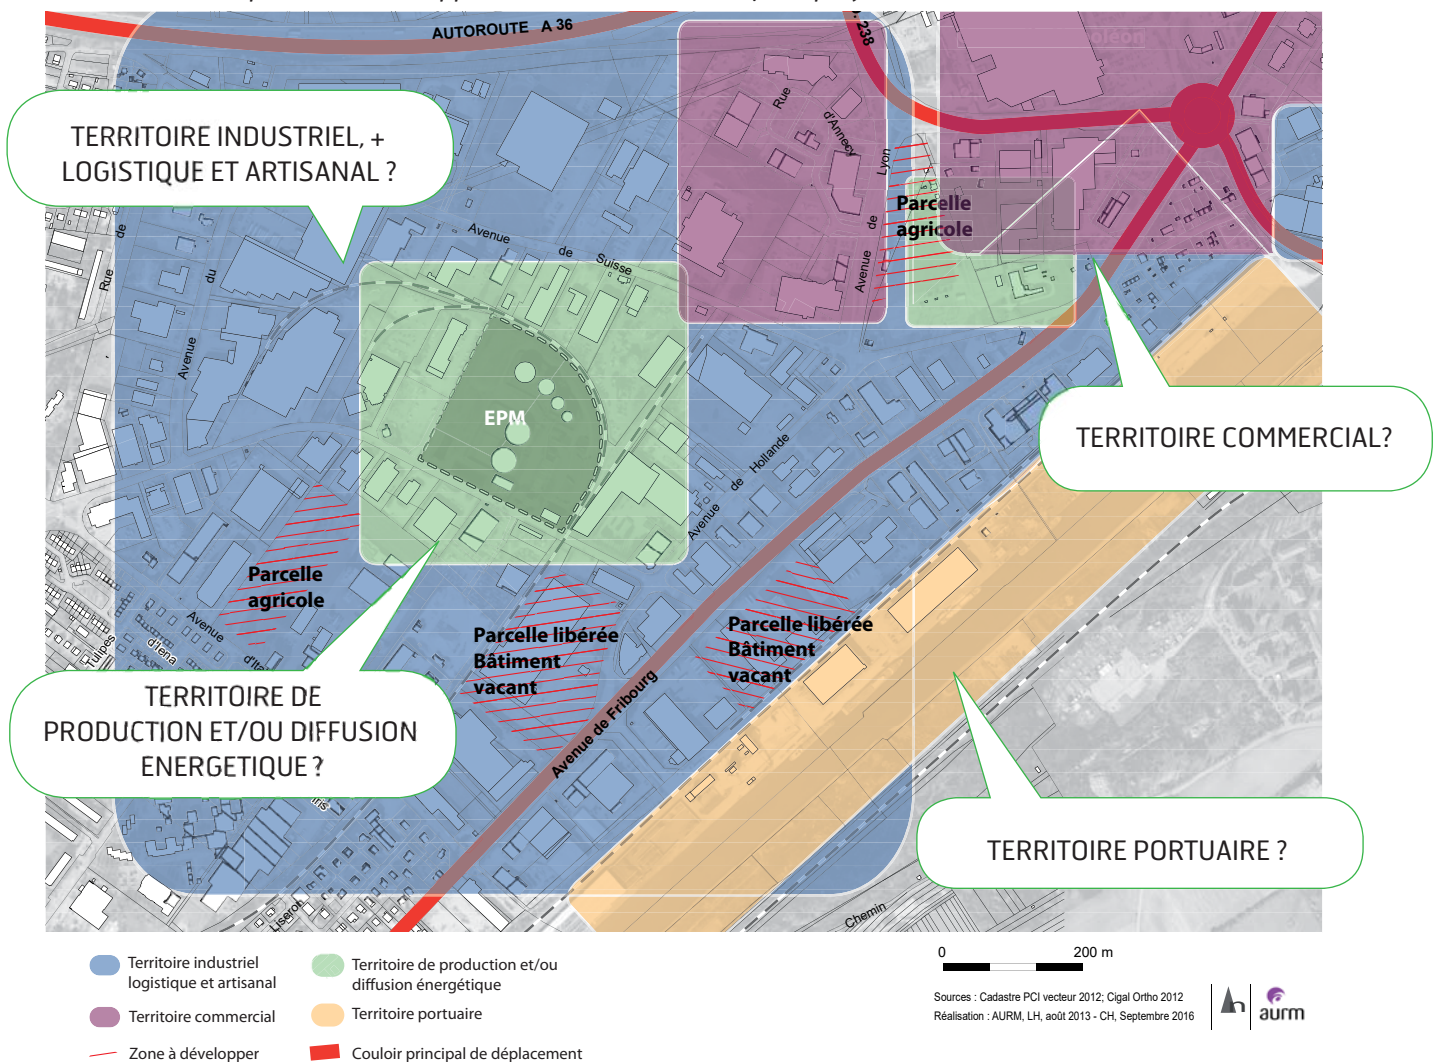 AUTOROUTE A 36
238
TERRITOIRE INDUSTRIEL, +
LOGISTIQUE ET ARTISANAL ?
Rue
d'Annecy
Avenue de Lyon
Parcelle
agricole
Rue de
Avenue du
Avenue de Suisse
EPM
TERRITOIRE COMMERCIAL?
Avenue de Hollande
Parcelle
agricole
Avenue
d'Iena
d'Ita
Tulipes
Parcelle libérée
Bâtiment
vacant
Parcelle libérée
Bâtiment
vacant
Avenue de Fribourg
TERRITOIRE DE
PRODUCTION ET/OU DIFFUSION
ENERGETIQUE ?
TERRITOIRE PORTUAIRE ?
Liseron
Chemin
Territoire industriel
logistique et artisanal
Territoire de production et/ou
diffusion énergétique
Territoire commercial
Territoire portuaire
Zone à développer
Couloir principal de déplacement
0 200 m
Sources : Cadastre PCI vecteur 2012; Cigal Ortho 2012
Réalisation : AURM, LH, août 2013 - CH, Septembre 2016
aurm